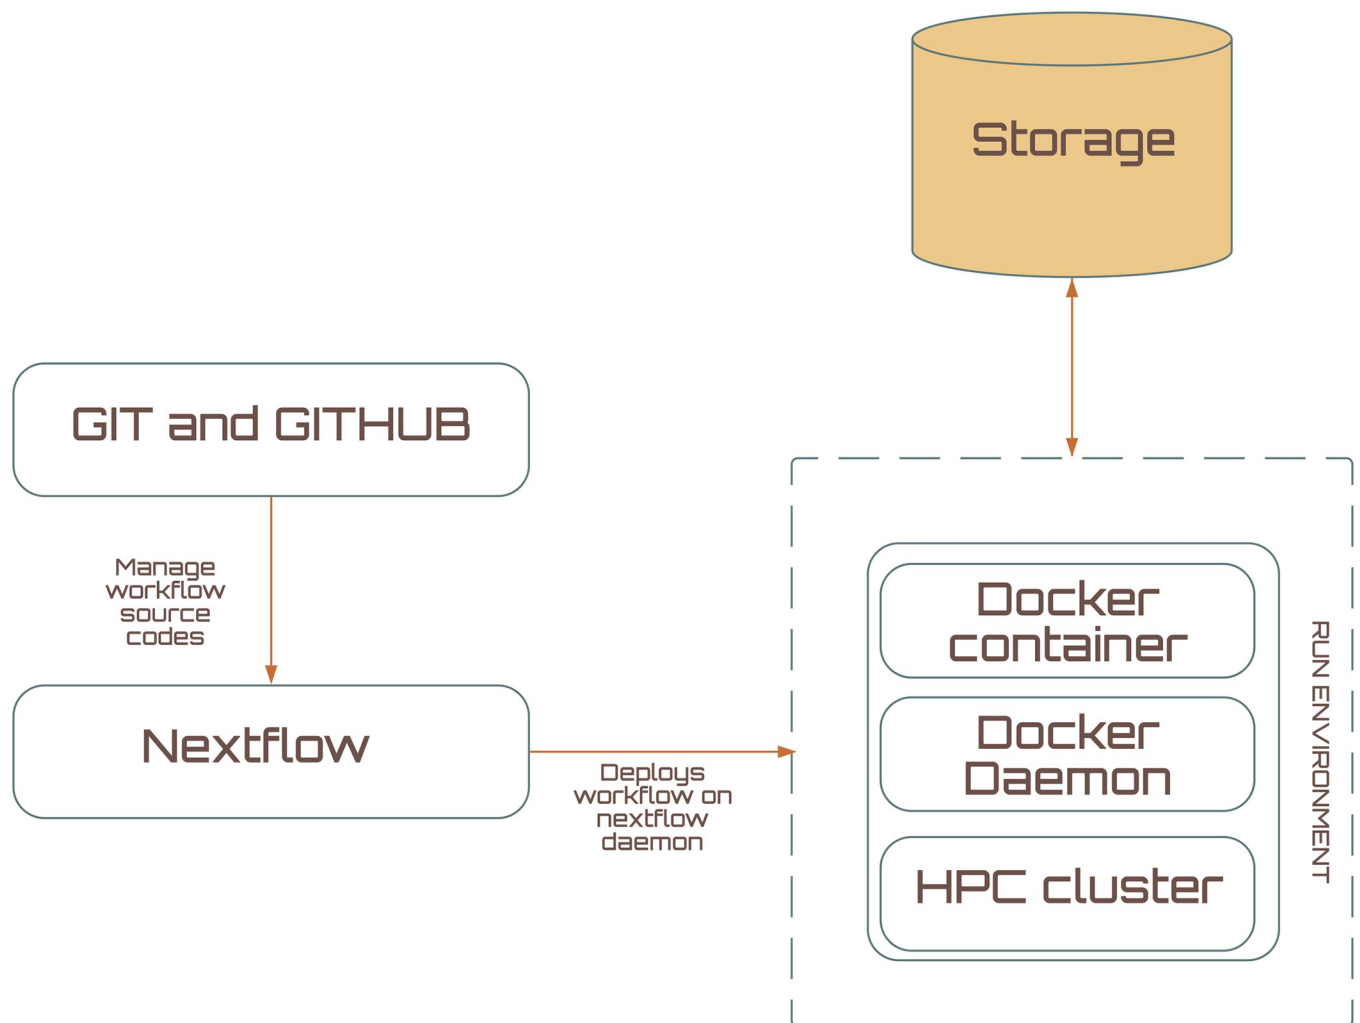 Storage
GIT and GITHUB
Manage
workflow
source
codes
Nextflow
Deploys
workflow on
nextflow
daemon
Docker
container
Docker
Daemon
HPC cluster
RUN ENVIRONMENT